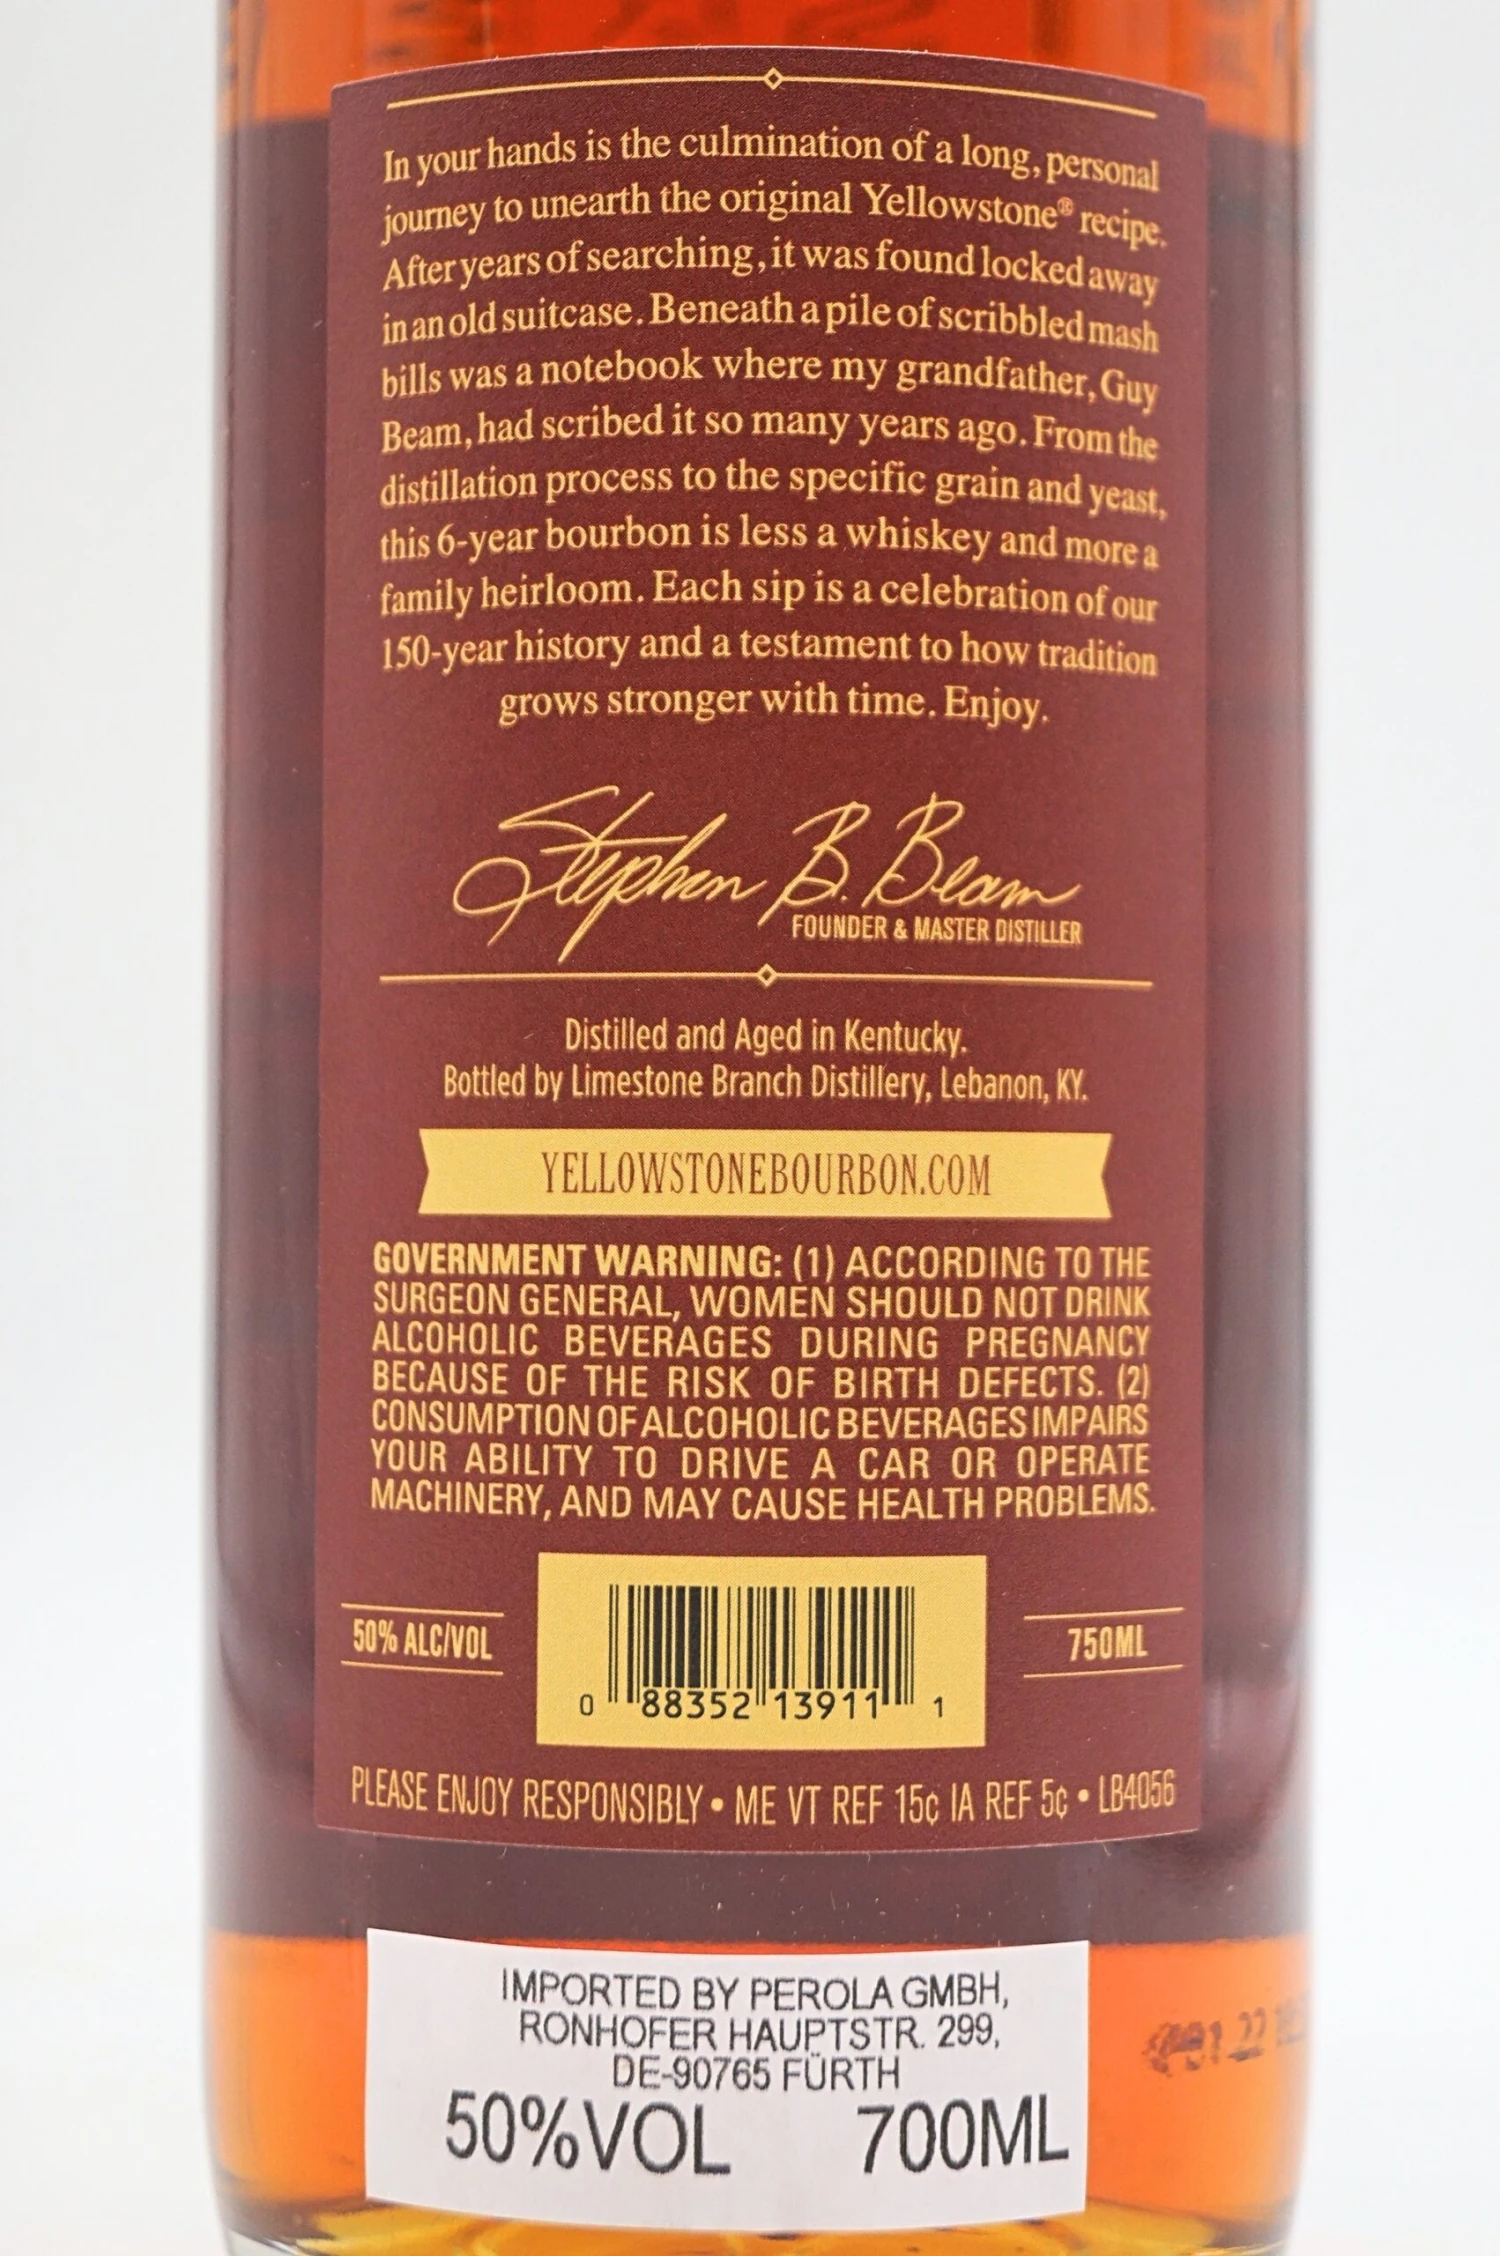 In your hands is the culmination of a long, personal
journey to unearth the original Yellowstone® recipe.
After years of searching, it was found locked away
in an old suitcase. Beneath a pile of scribbled mash
bills was a notebook where my grandfather, Guy
Beam, had scribed it so many years ago. From the
distillation process to the specific grain and yeast,
this 6-year bourbon is less a whiskey and more a
family heirloom. Each sip is a celebration of our
150-year history and a testament to how tradition
grows stronger with time. Enjoy.
Stephen B. Beam
FOUNDER & MASTER DISTILLER
Distilled and Aged in Kentucky.
Bottled by Limestone Branch Distillery, Lebanon, KY.
YELLOWSTONEBOURBON.COM
GOVERNMENT WARNING: (1) ACCORDING TO THE
SURGEON GENERAL, WOMEN SHOULD NOT DRINK
ALCOHOLIC BEVERAGES DURING PREGNANCY
BECAUSE OF THE RISK OF BIRTH DEFECTS. (2)
CONSUMPTION OF ALCOHOLIC BEVERAGES IMPAIRS
YOUR ABILITY TO DRIVE A CAR OR OPERATE
MACHINERY, AND MAY CAUSE HEALTH PROBLEMS.
50% ALC/VOL
0 88352 13911 1
750ML
PLEASE ENJOY RESPONSIBLY • ME VT REF 15¢ IA REF 5¢ • LB4056
IMPORTED BY PEROLA GMBH,
RONHOFER HAUPTSTR. 299,
DE-90765 FÜRTH
50%VOL 700ML